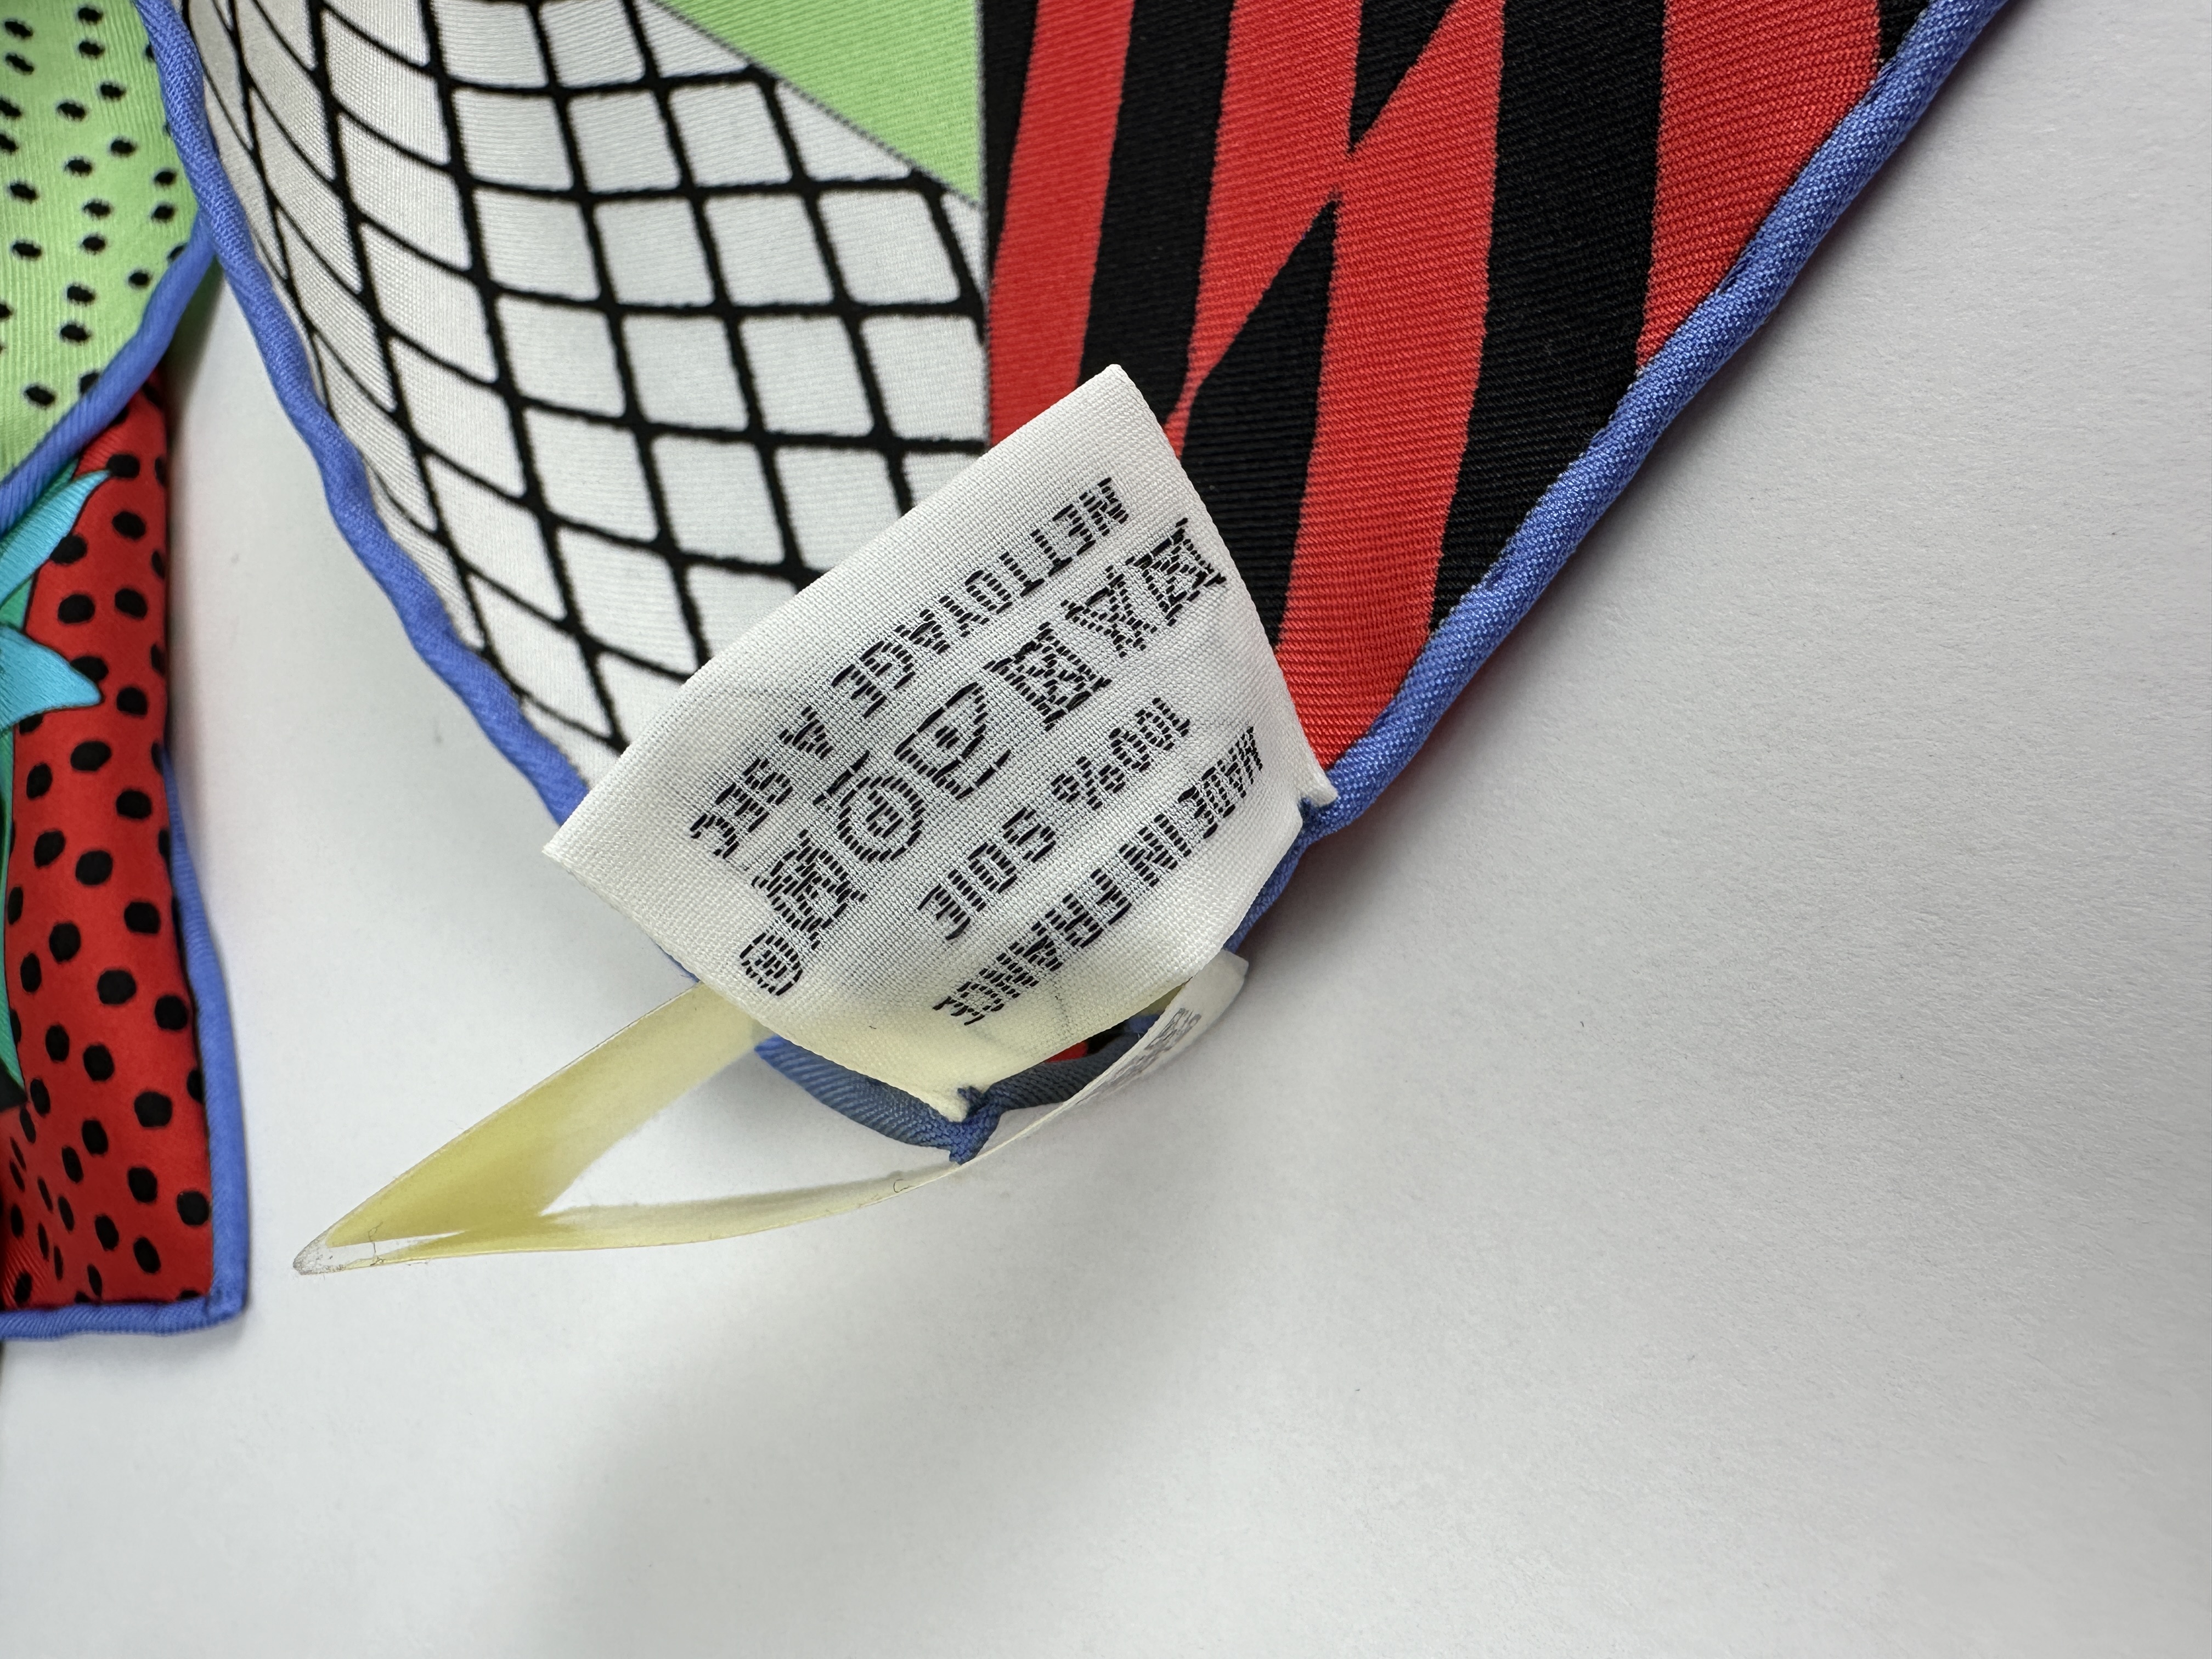 NETTOYAGE A SEC
100% SOIE
MADE IN FRANCE